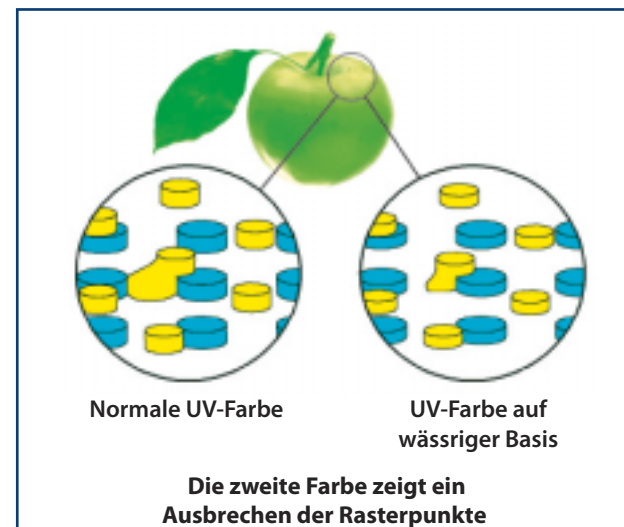 Normale UV-Farbe
UV-Farbe auf
wässriger Basis
Die zweite Farbe zeigt ein
Ausbrechen der Rasterpunkte